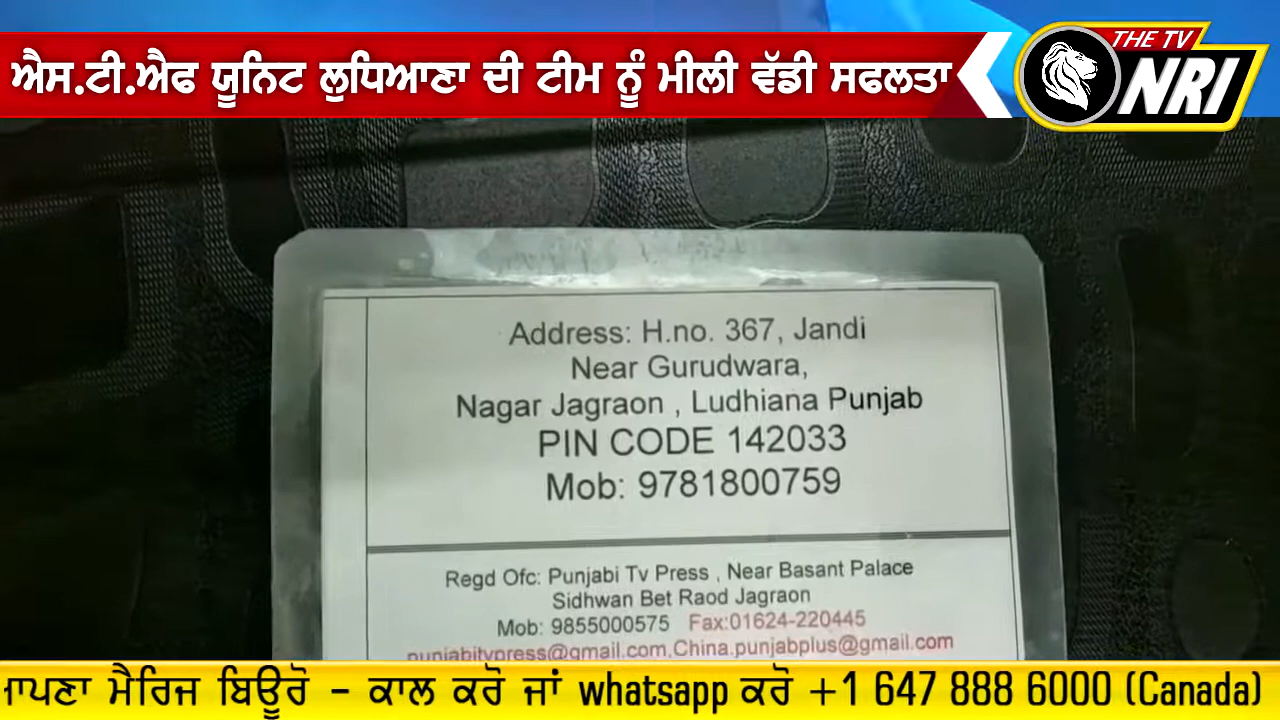 ਐਸ.ਟੀ.ਐਫ ਯੂਨਿਟ ਲੁਧਿਆਣਾ ਦੀ ਟੀਮ ਨੂੰ ਮੀਲੀ ਵੱਡੀ ਸਫਲਤਾ
THE TV
NRI
Address: H.no. 367, Jandi
Near Gurudwara,
Nagar Jagraon , Ludhiana Punjab
PIN CODE 142033
Mob: 9781800759
Regd Ofc: Punjabi Tv Press , Near Basant Palace
Sidhwan Bet Raod Jagraon
Mob: 9855000575 Fax:01624-220445
punjabitvpress@gmail.com,China.punjabplus@gmail.com
ਆਪਣਾ ਮੈਰਿਜ ਬਿਊਰੋ - ਕਾਲ ਕਰੋ ਜਾਂ whatsapp ਕਰੋ +1 647 888 6000 (Canada)